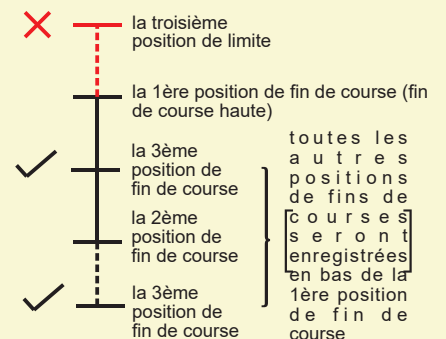 la troisième
position de limite
la 1ère position de fin de course (fin
de course haute)
la 3ème
position de
fin de course
la 2ème
position de
fin de course
la 3ème
position de
fin de course
toutes les
autres
positions
de fins de
courses
seront
enregistrées
en bas de la
1ère position
de fin de
course